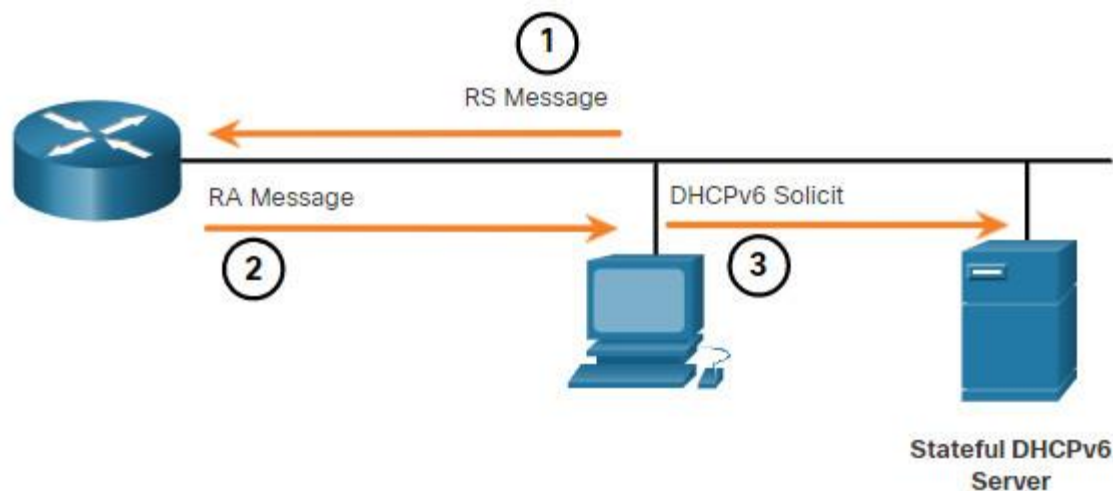 1
RS Message
RA Message
2
DHCPv6 Solicit
3
Stateful DHCPv6
Server